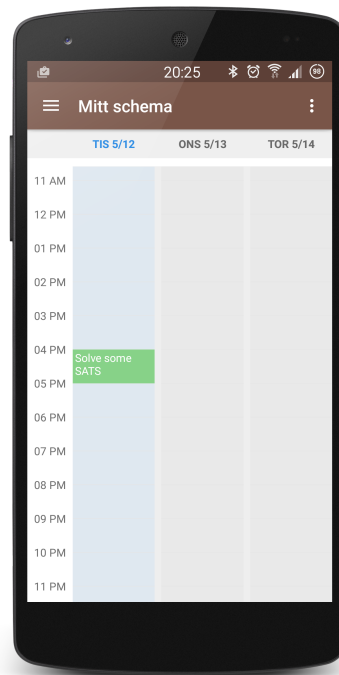 20:25
98
Mitt schema
TIS 5/12 ONS 5/13 TOR 5/14
11 AM
12 PM
01 PM
02 PM
03 PM
04 PM
Solve some
SATS
05 PM
06 PM
07 PM
08 PM
09 PM
10 PM
11 PM